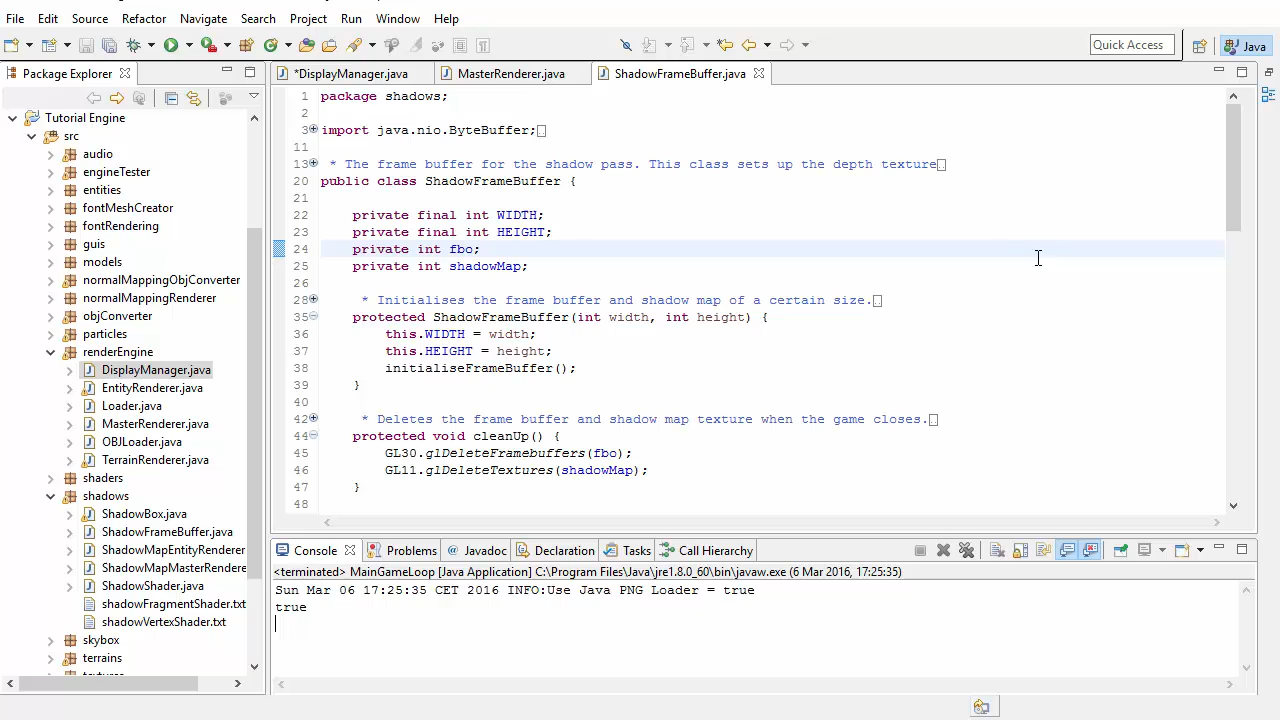 File Edit Source Refactor Navigate Search Project Run Window Help
Quick Access
Java
Package Explorer
*DisplayManager.java
MasterRenderer.java
ShadowFrameBuffer.java
Tutorial Engine
src
audio
engineTester
entities
fontMeshCreator
fontRendering
guis
models
normalMappingObjConverter
normalMappingRenderer
objConverter
particles
renderEngine
DisplayManager.java
EntityRenderer.java
Loader.java
MasterRenderer.java
OBJLoader.java
TerrainRenderer.java
shaders
shadows
ShadowBox.java
ShadowFrameBuffer.java
ShadowMapEntityRenderer
ShadowMapMasterRendere
ShadowShader.java
shadowFragmentShader.txt
shadowVertexShader.txt
skybox
terrains
1 package shadows;
2
3 import java.nio.ByteBuffer;
11
13 * The frame buffer for the shadow pass. This class sets up the depth texture
20 public class ShadowFrameBuffer {
21
22 private final int WIDTH;
23 private final int HEIGHT;
24 private int fbo;
25 private int shadowMap;
26
28 * Initialises the frame buffer and shadow map of a certain size.
35 protected ShadowFrameBuffer(int width, int height) {
36 this.WIDTH = width;
37 this.HEIGHT = height;
38 initialiseFrameBuffer();
39 }
40
42 * Deletes the frame buffer and shadow map texture when the game closes.
44 protected void cleanUp() {
45 GL30.glDeleteFramebuffers(fbo);
46 GL11.glDeleteTextures(shadowMap);
47 }
48
Console Problems @ Javadoc Declaration Tasks Call Hierarchy
<terminated> MainGameLoop [Java Application] C:\Program Files\Java\jre1.8.0_60\bin\javaw.exe (6 Mar 2016, 17:25:35)
Sun Mar 06 17:25:35 CET 2016 INFO:Use Java PNG Loader = true
true